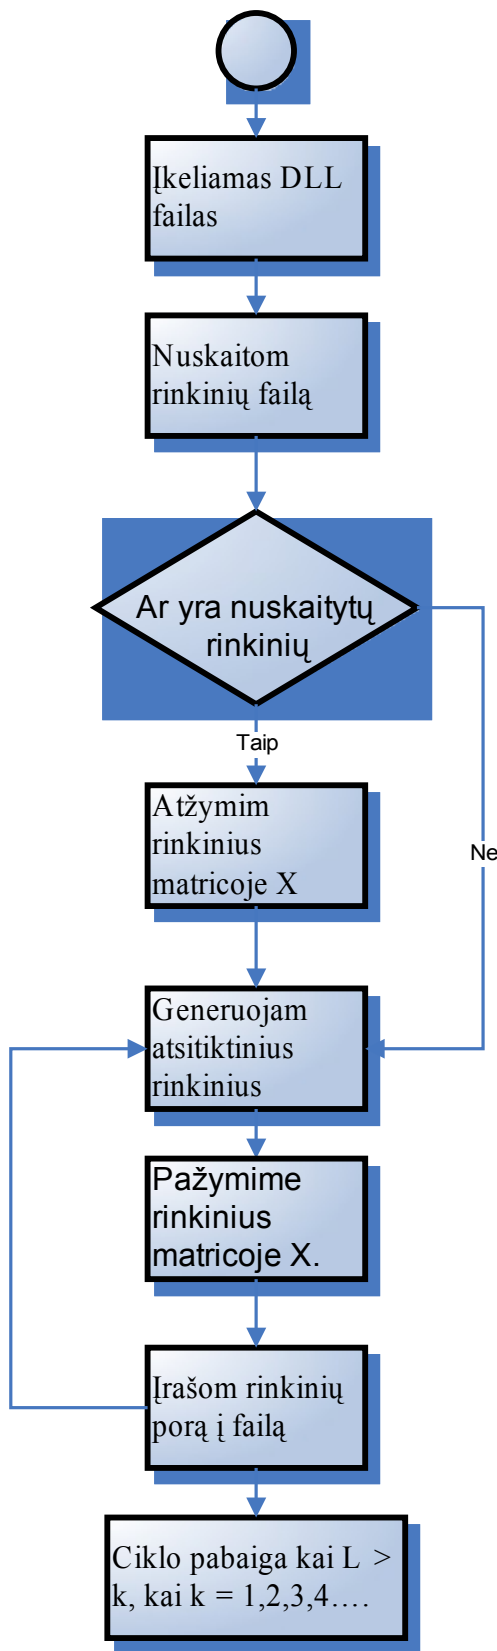 Įkeliamas DLL
failas
Nuskaitom
rinkinių failą
Ar yra nuskaitytų
rinkinių
Taip
Atžymim
rinkinius
matricoje X
Ne
Generuojam
atsitiktinius
rinkinius
Pažymime
rinkinius
matricoje X.
Įrašom rinkinių
porą į failą
Ciklo pabaiga kai L >
k, kai k = 1,2,3,4….